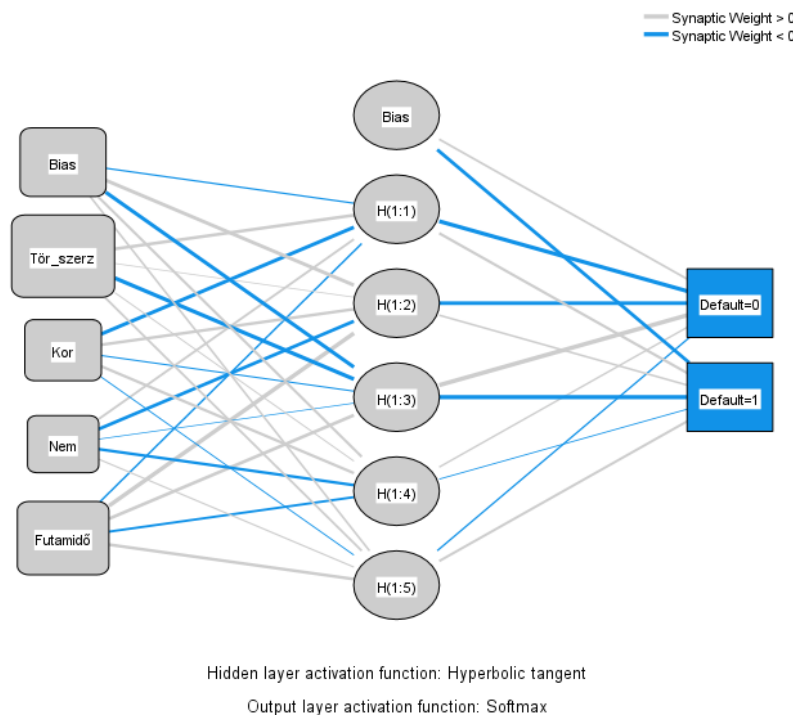 Synaptic Weight > 0
Synaptic Weight < 0
Bias
Bias
Tör_szerz
H(1:1)
H(1:2)
Default=0
Kor
H(1:3)
Default=1
Nem
H(1:4)
Futamidő
H(1:5)
Hidden layer activation function: Hyperbolic tangent
Output layer activation function: Softmax